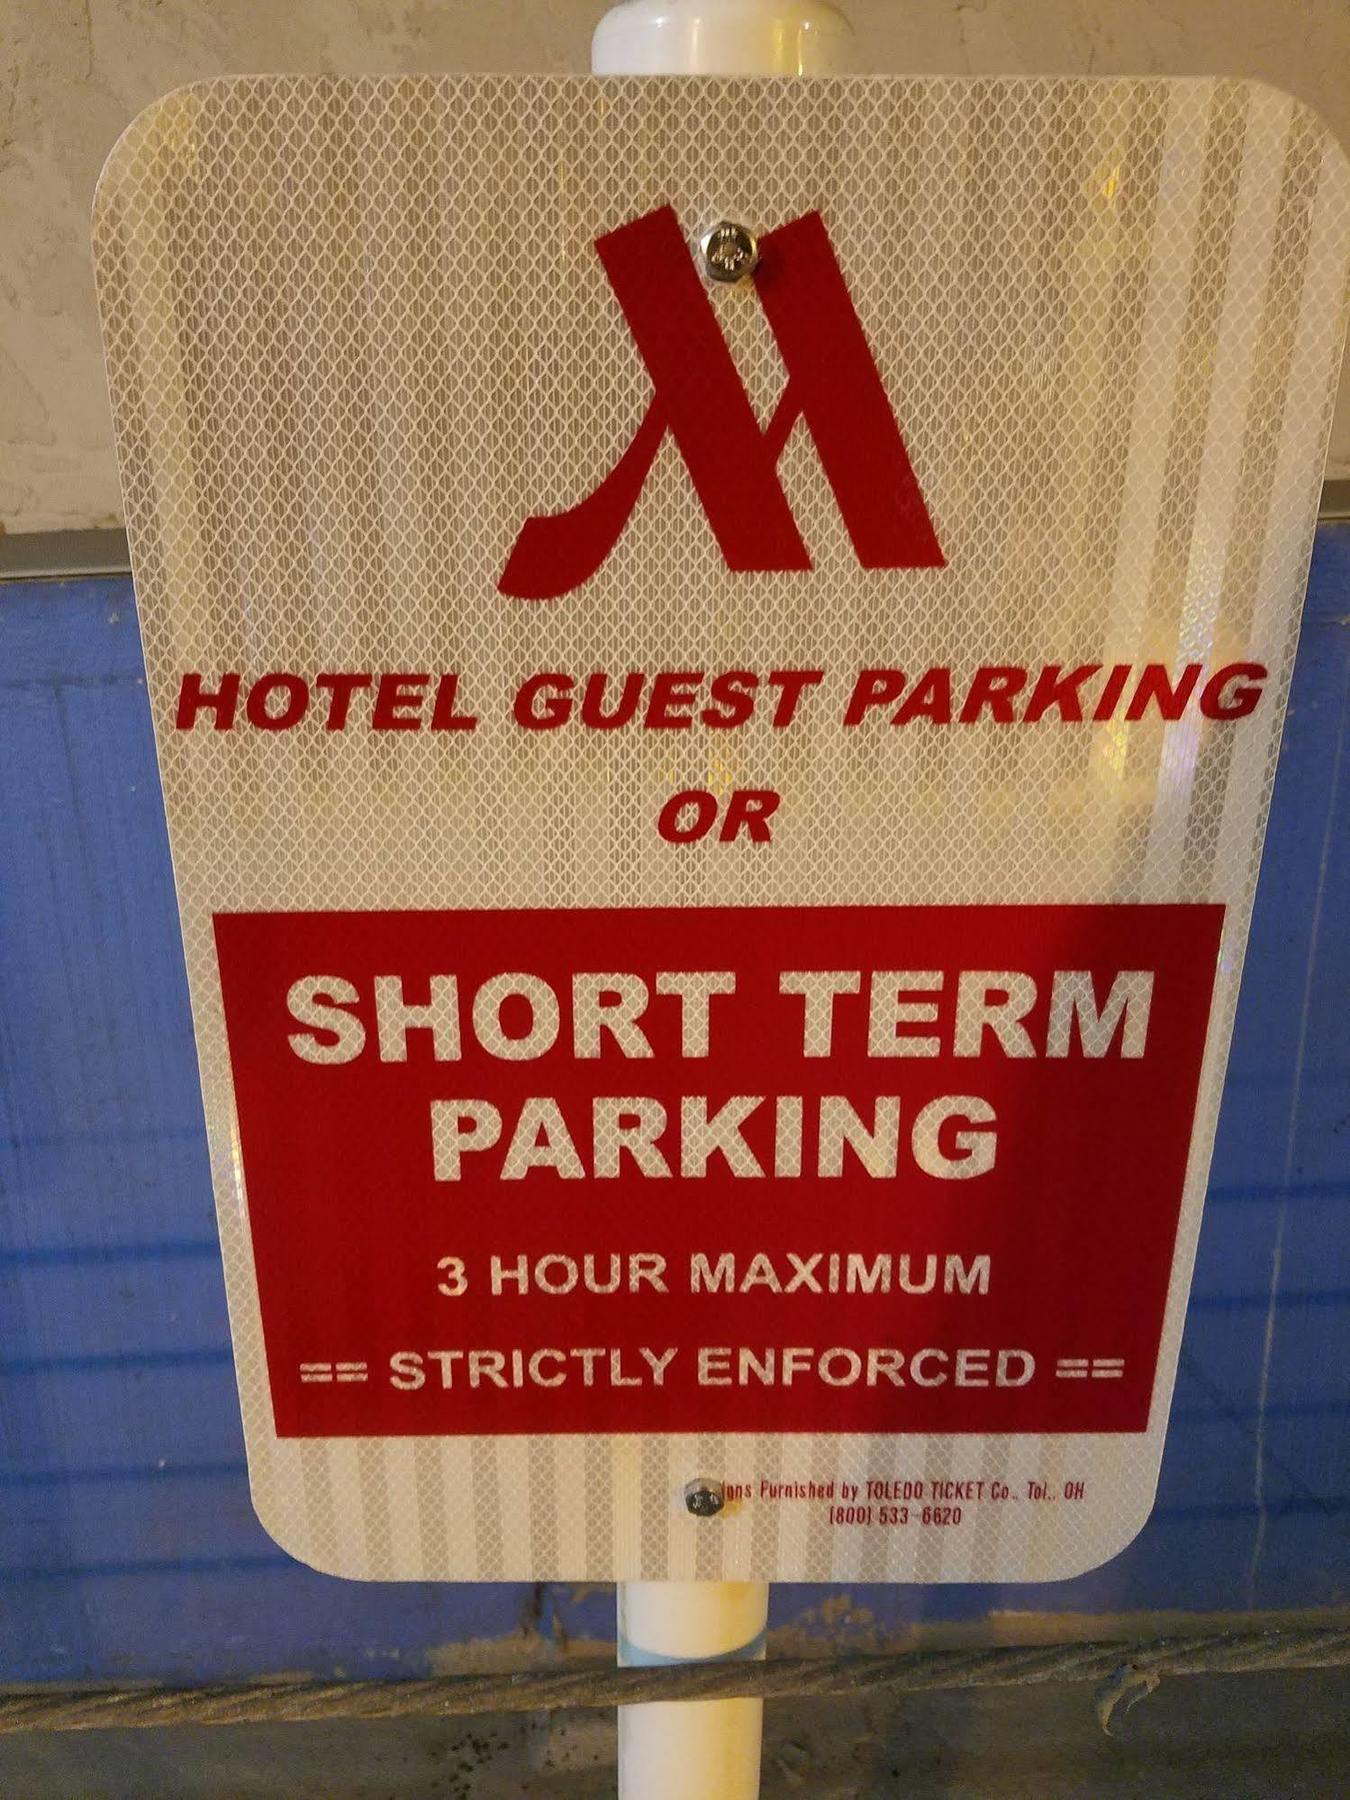 HOTEL GUEST PARKING
OR
SHORT TERM
PARKING
3 HOUR MAXIMUM
== STRICTLY ENFORCED ==
Furnished by TOLEDO TICKET Co., Tol., OH
(800) 533-6620